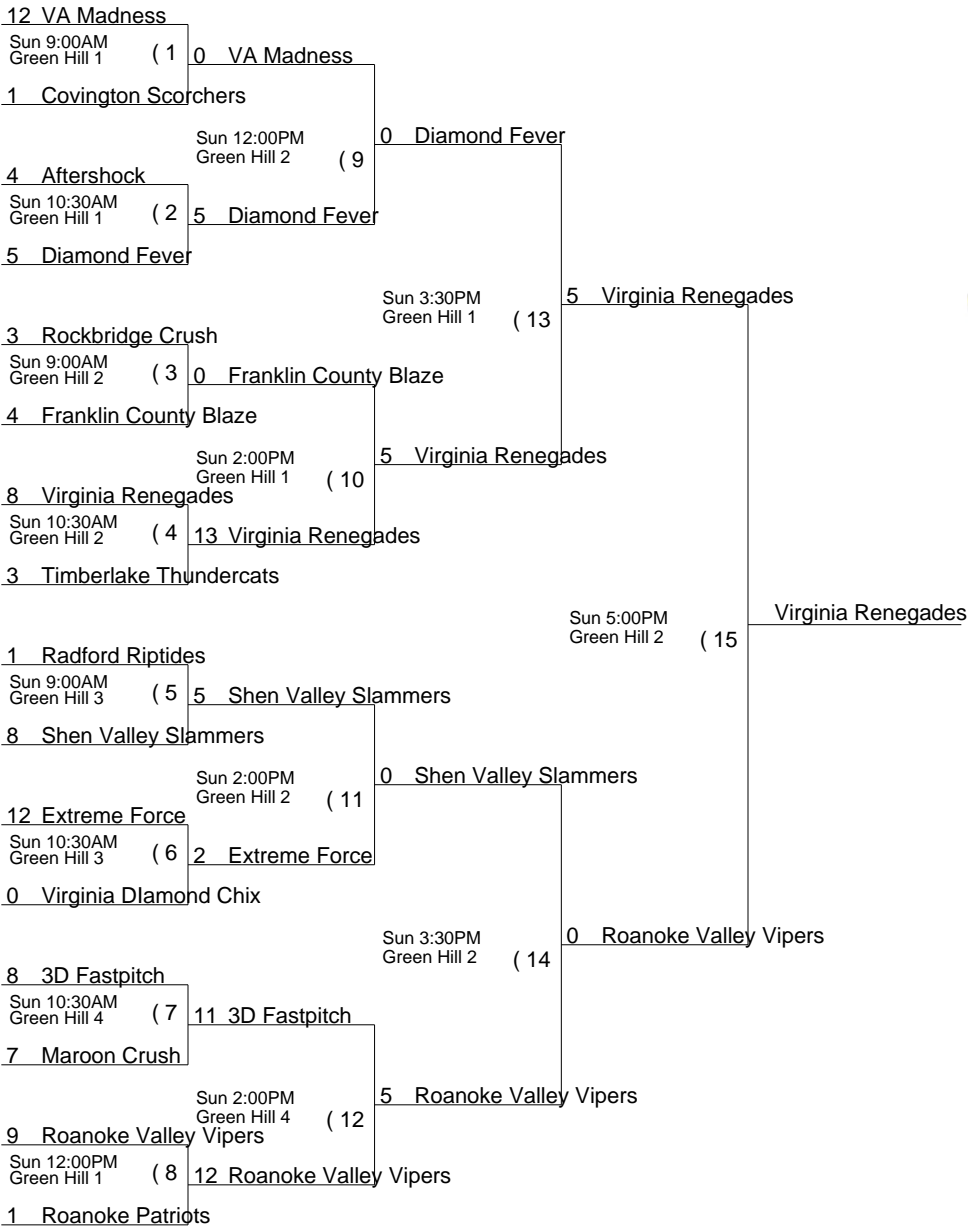 12 VA Madness
Sun 9:00AM
Green Hill 1 ( 1
0 VA Madness
1 Covington Scorchers
Sun 12:00PM
Green Hill 2 ( 9
0 Diamond Fever
4 Aftershock
Sun 10:30AM
Green Hill 1 ( 2
5 Diamond Fever
5 Diamond Fever
Sun 3:30PM
Green Hill 1 ( 13
5 Virginia Renegades
3 Rockbridge Crush
Sun 9:00AM
Green Hill 2 ( 3
0 Franklin County Blaze
4 Franklin County Blaze
Sun 2:00PM
Green Hill 1 ( 10
5 Virginia Renegades
8 Virginia Renegades
Sun 10:30AM
Green Hill 2 ( 4
13 Virginia Renegades
3 Timberlake Thundercats
Sun 5:00PM
Green Hill 2 ( 15
Virginia Renegades
1 Radford Riptides
Sun 9:00AM
Green Hill 3 ( 5
5 Shen Valley Slammers
8 Shen Valley Slammers
Sun 2:00PM
Green Hill 2 ( 11
0 Shen Valley Slammers
12 Extreme Force
Sun 10:30AM
Green Hill 3 ( 6
2 Extreme Force
0 Virginia DIamond Chix
Sun 3:30PM
Green Hill 2 ( 14
0 Roanoke Valley Vipers
8 3D Fastpitch
Sun 10:30AM
Green Hill 4 ( 7
11 3D Fastpitch
7 Maroon Crush
Sun 2:00PM
Green Hill 4 ( 12
5 Roanoke Valley Vipers
9 Roanoke Valley Vipers
Sun 12:00PM
Green Hill 1 ( 8
12 Roanoke Valley Vipers
1 Roanoke Patriots